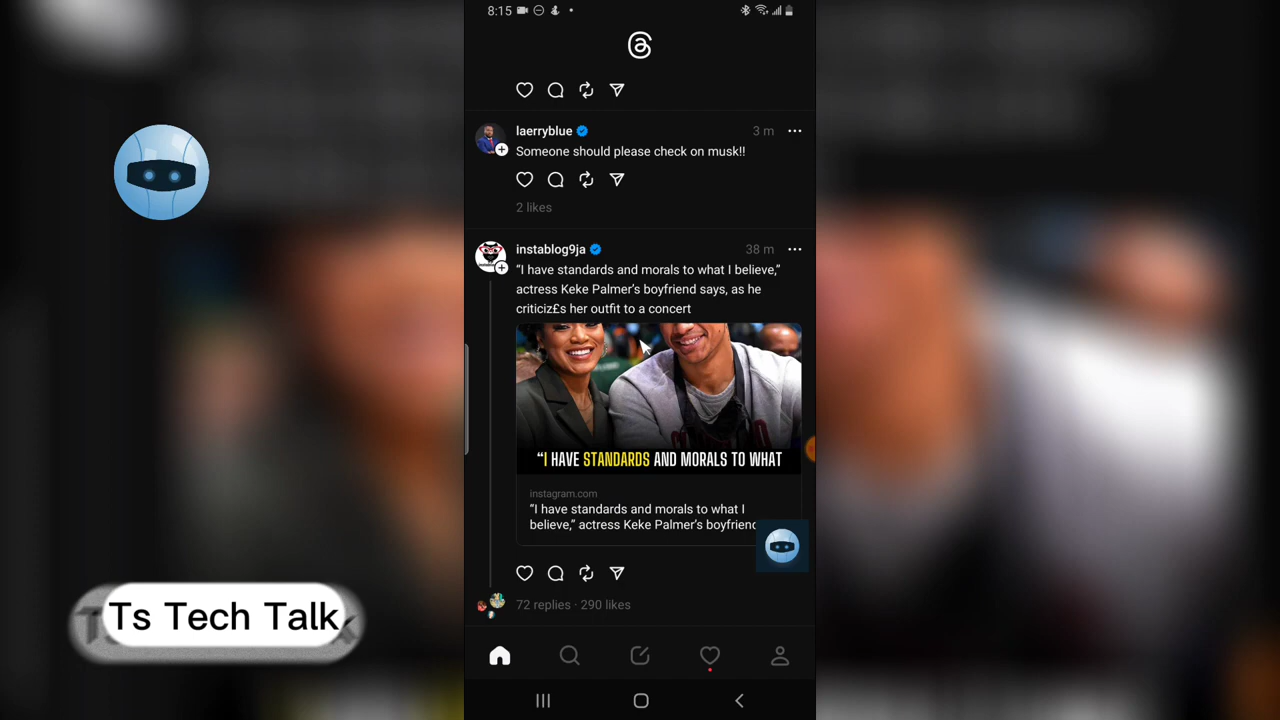 8:15
laerryblue
3 m
Someone should please check on musk!!
2 likes
instablog9ja
38 m
“I have standards and morals to what I believe,”
actress Keke Palmer’s boyfriend says, as he
criticiz£s her outfit to a concert
“I HAVE STANDARDS AND MORALS TO WHAT
instagram.com
“I have standards and morals to what I
believe,” actress Keke Palmer’s boyfriend
72 replies · 290 likes
Ts Tech Talk